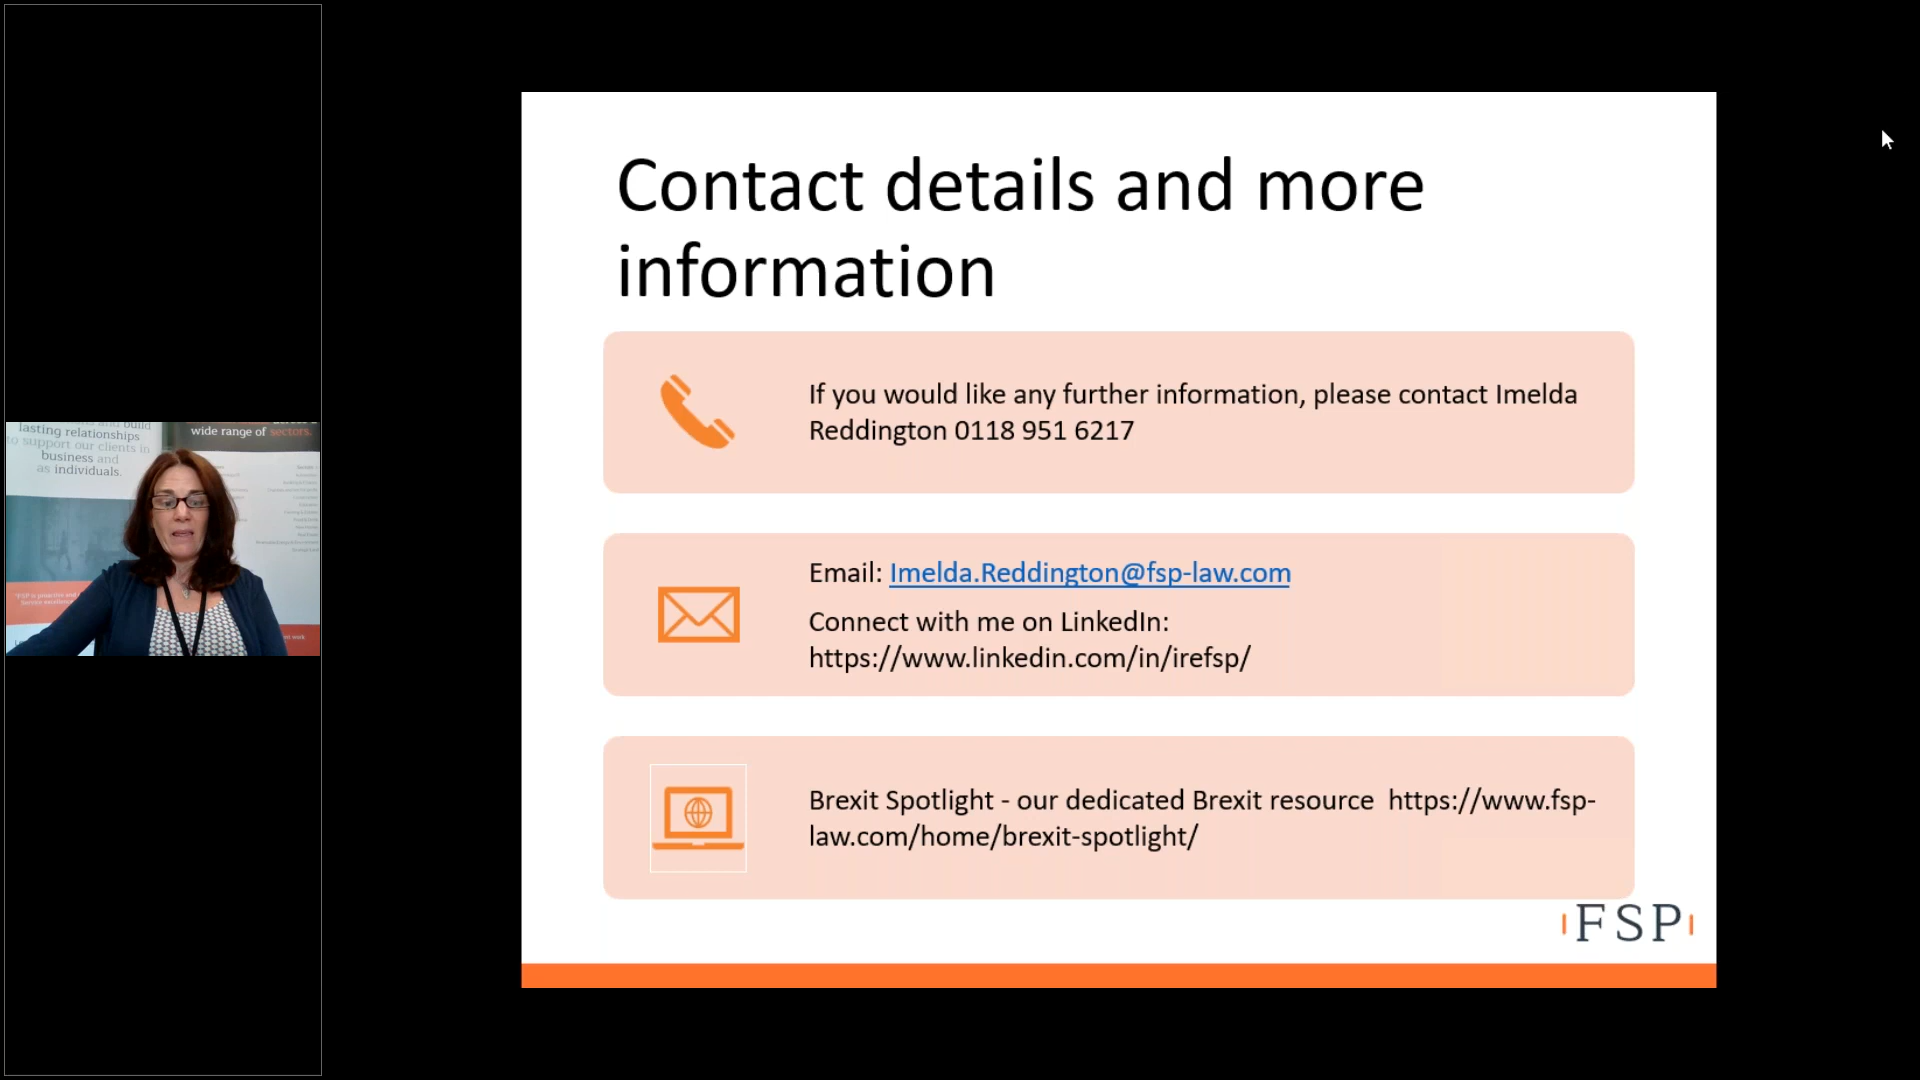 and build
lasting relationships
to support our clients in
business and
as individuals.
wide range of sectors.
Contact details and more
information
If you would like any further information, please contact Imelda
Reddington 0118 951 6217
Email: Imelda.Reddington@fsp-law.com
Connect with me on LinkedIn:
https://www.linkedin.com/in/irefsp/
Brexit Spotlight - our dedicated Brexit resource  https://www.fsp-
law.com/home/brexit-spotlight/
FSP